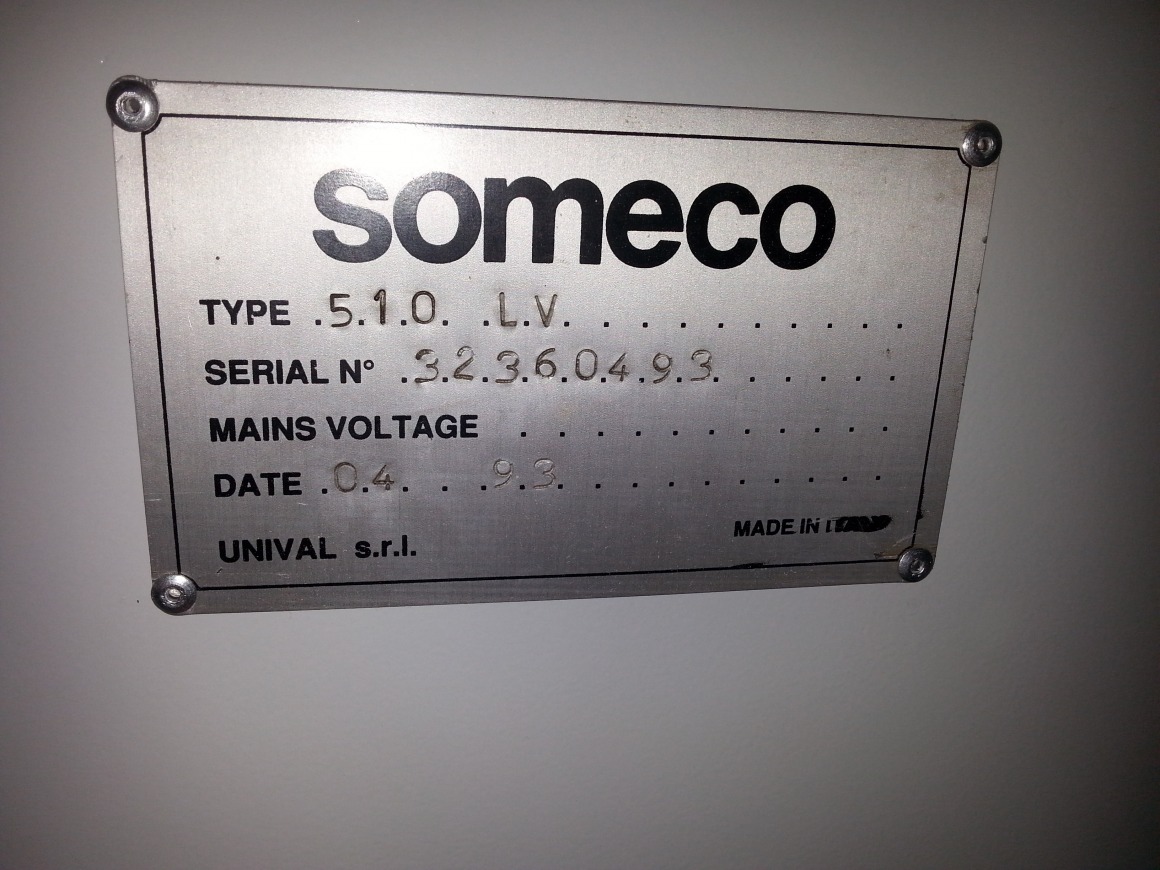 someco
TYPE .5.1.0. .L.V. . . . . . . . .
SERIAL N° .3.2.3.6.0.4.9.3. . . . . .
MAINS VOLTAGE . . . . . . . . . . .
DATE .0.4. . .9.3. . . . . . . . .
MADE IN ITALY
UNIVAL s.r.l.